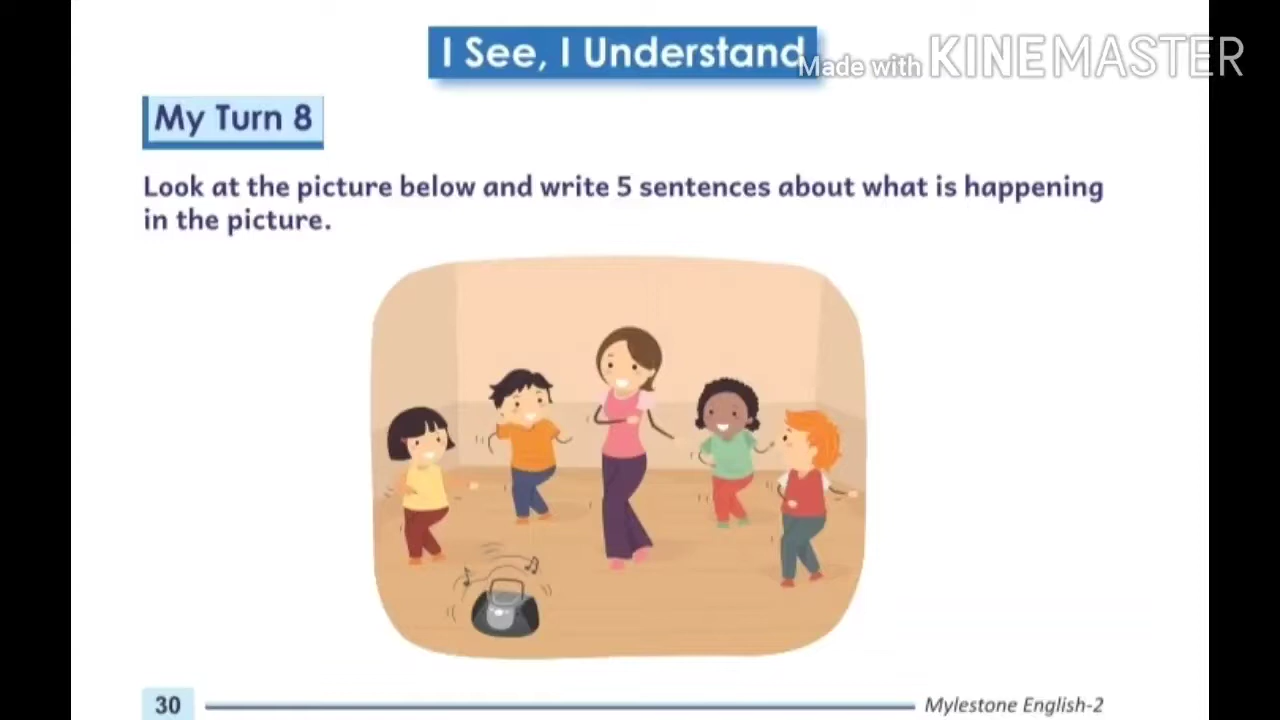 I See, I Understand
Made with KINEMASTER
My Turn 8
Look at the picture below and write 5 sentences about what is happening
in the picture.
30
Mylestone English-2